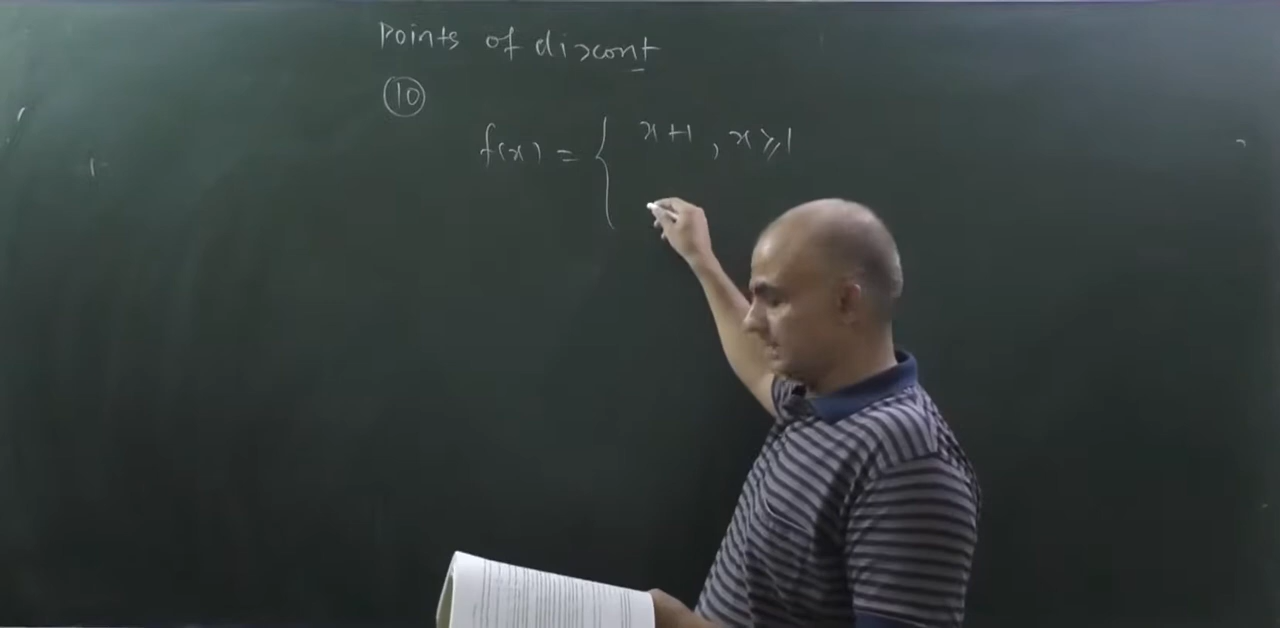 Points of discont
10
f(x) = { x+1 , x ⩾ 1